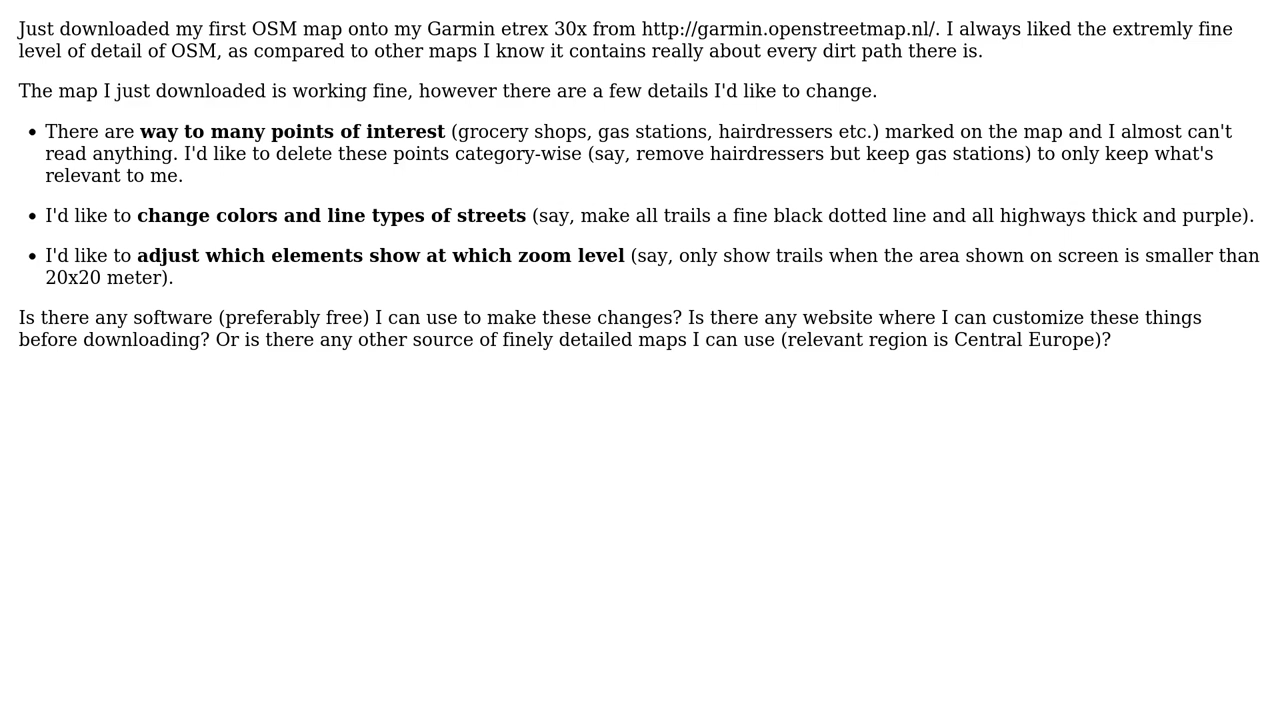 Just downloaded my first OSM map onto my Garmin etrex 30x from http://garmin.openstreetmap.nl/. I always liked the extremly fine
level of detail of OSM, as compared to other maps I know it contains really about every dirt path there is.
The map I just downloaded is working fine, however there are a few details I'd like to change.
• There are way to many points of interest (grocery shops, gas stations, hairdressers etc.) marked on the map and I almost can't
read anything. I'd like to delete these points category-wise (say, remove hairdressers but keep gas stations) to only keep what's
relevant to me.
• I'd like to change colors and line types of streets (say, make all trails a fine black dotted line and all highways thick and purple).
• I'd like to adjust which elements show at which zoom level (say, only show trails when the area shown on screen is smaller than
20x20 meter).
Is there any software (preferably free) I can use to make these changes? Is there any website where I can customize these things
before downloading? Or is there any other source of finely detailed maps I can use (relevant region is Central Europe)?